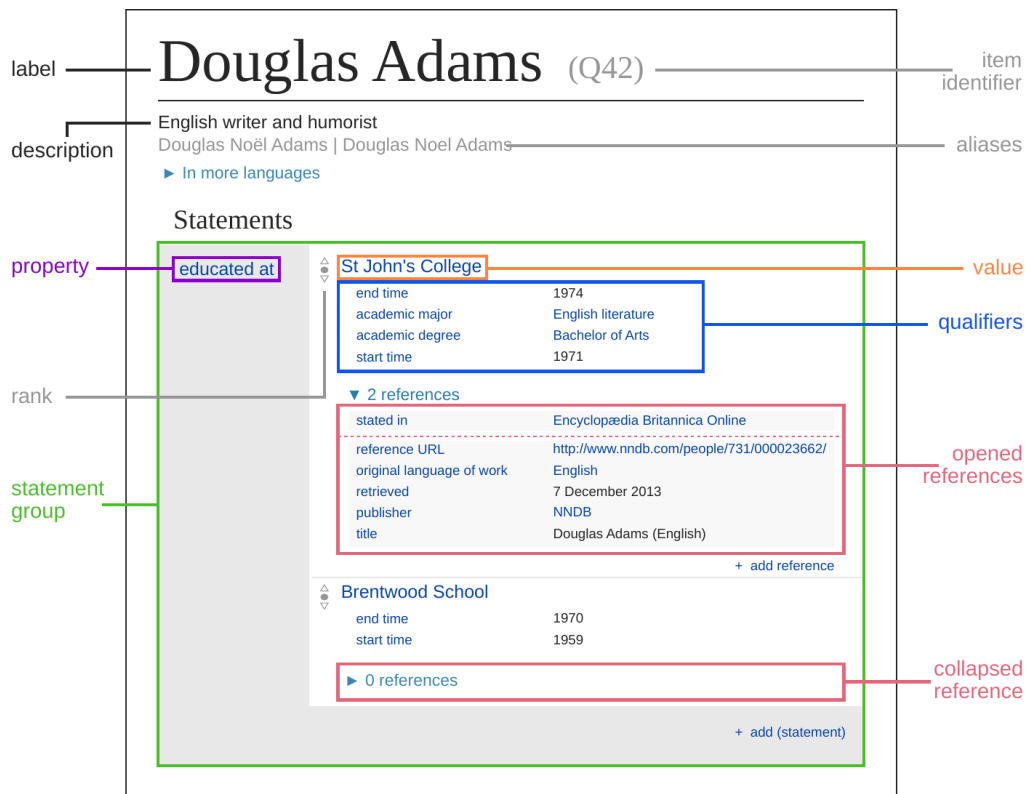 label
Douglas Adams (Q42)
item
identifier
description
English writer and humorist
Douglas Noël Adams | Douglas Noel Adams
aliases
► In more languages
Statements
property
educated at
St John's College
value
end time 1974
academic major English literature
academic degree Bachelor of Arts
start time 1971
qualifiers
rank
▼ 2 references
stated in Encyclopædia Britannica Online
reference URL http://www.nndb.com/people/731/000023662/
original language of work English
retrieved 7 December 2013
publisher NNDB
title Douglas Adams (English)
opened
references
statement
group
+ add reference
Brentwood School
end time 1970
start time 1959
► 0 references
collapsed
reference
+ add (statement)